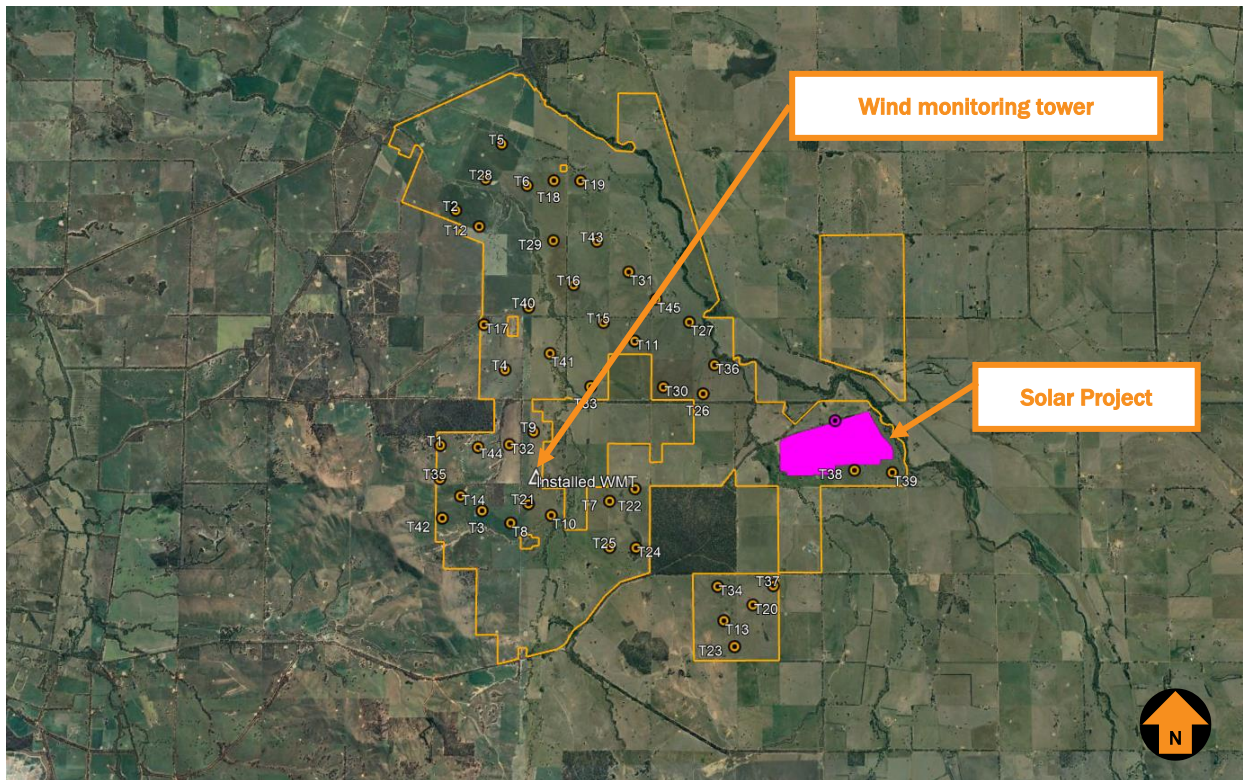 Wind monitoring tower
T5
T28
T6
T18
T19
T2
T12
T29
T43
T31
T16
T40
T45
T17
T15
T27
T11
T41
T4
T36
T33
T30
T26
Solar Project
T9
T1
T44
T32
T35
Installed WMT
T38
T39
T14
T21
T7
T22
T42
T3
T8
T10
T25
T24
T34
T37
T20
T13
T23
N